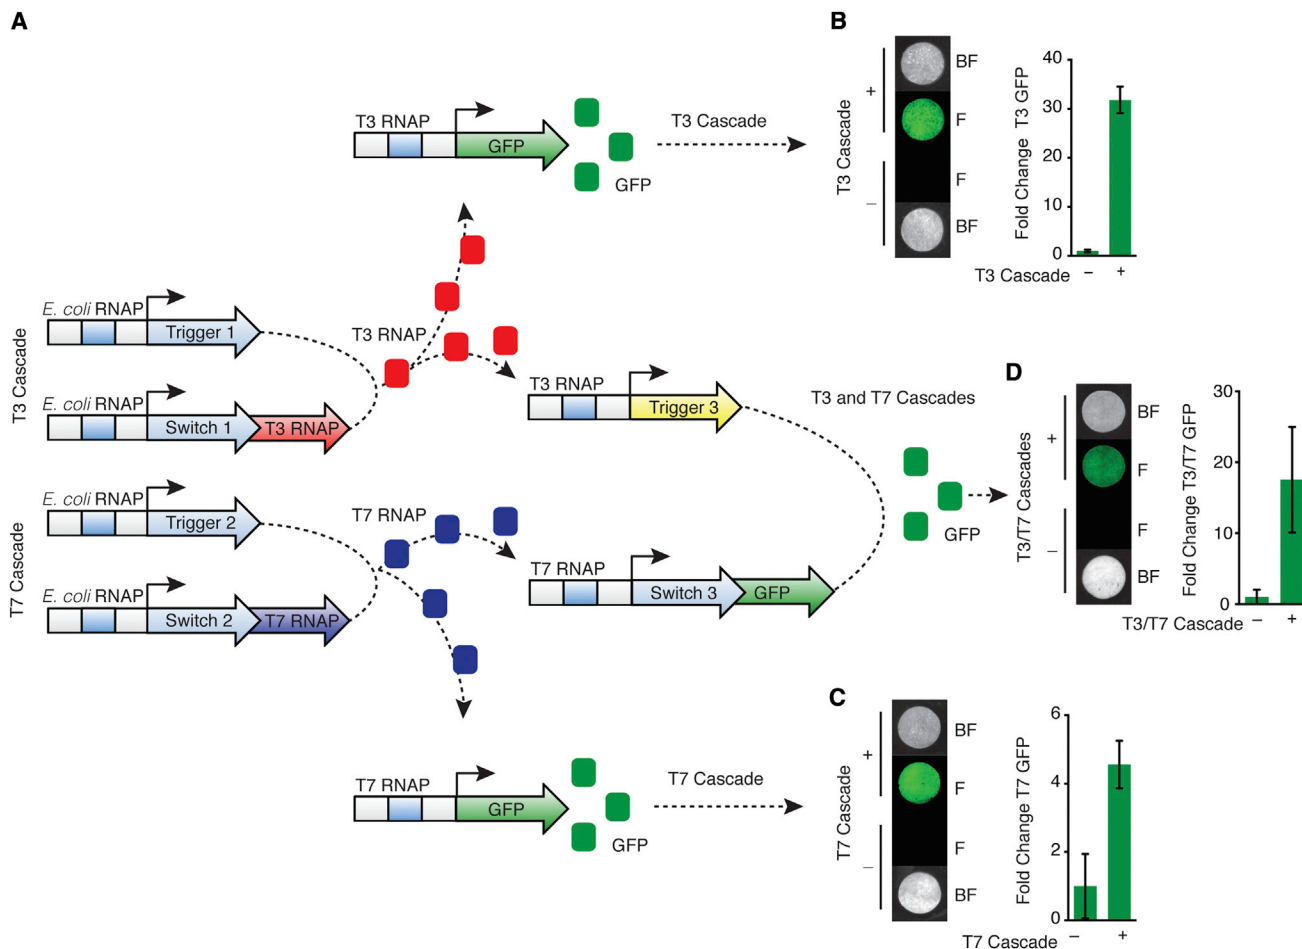 A
T3 RNAP
GFP
GFP
T3 Cascade
E. coli RNAP
Trigger 1
E. coli RNAP
Switch 1
T3 RNAP
T3 Cascade
T3 RNAP
T3 RNAP
Trigger 3
E. coli RNAP
Trigger 2
E. coli RNAP
Switch 2
T7 RNAP
T7 Cascade
T7 RNAP
T7 RNAP
Switch 3
GFP
T3 and T7 Cascades
GFP
T7 RNAP
GFP
GFP
T7 Cascade
B
T3 Cascade
+
–
BF
F
F
BF
Fold Change T3 GFP
40
30
20
10
0
T3 Cascade – +
D
T3/T7 Cascades
+
–
BF
F
F
BF
Fold Change T3/T7 GFP
30
20
10
0
T3/T7 Cascade – +
C
T7 Cascade
+
–
BF
F
F
BF
Fold Change T7 GFP
6
4
2
0
T7 Cascade – +